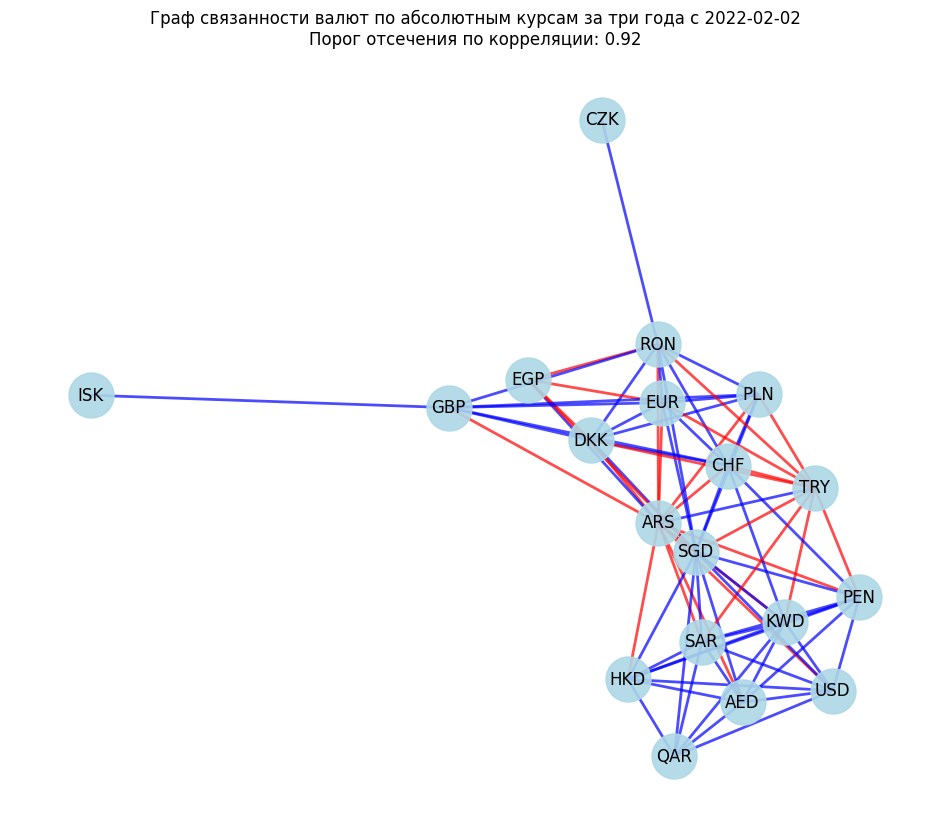 Граф связанности валют по абсолютным курсам за три года с 2022-02-02
Порог отсечения по корреляции: 0.92
CZK
RON
EGP
ISK
GBP
EUR
PLN
DKK
CHF
TRY
ARS
SGD
PEN
KWD
SAR
HKD
AED
USD
QAR